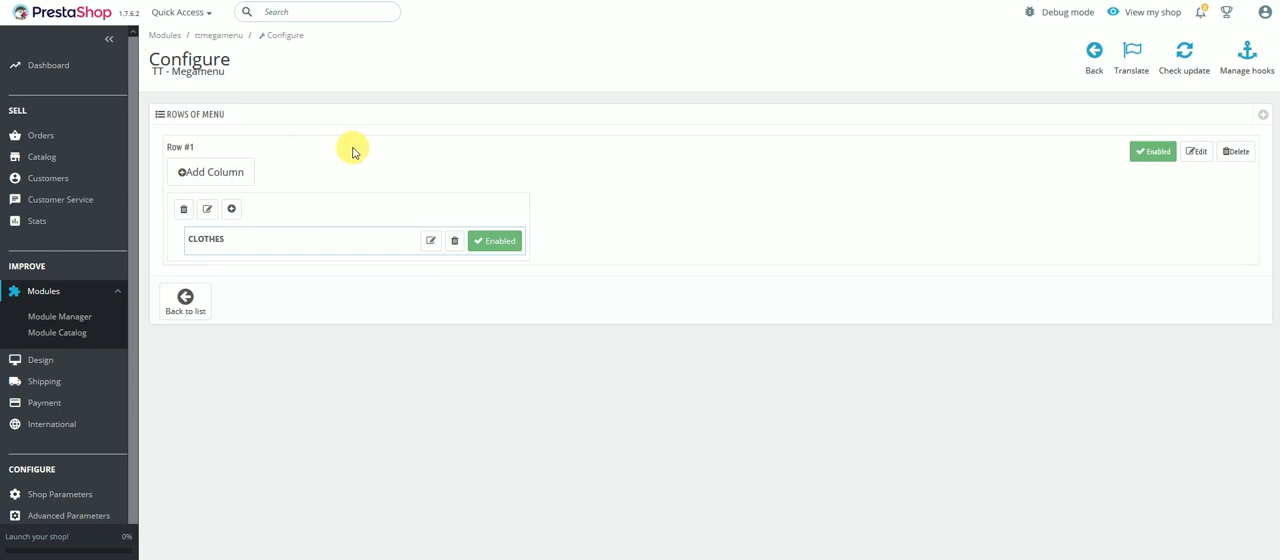 PrestaShop 1.7.6.2 Quick Access Search Debug mode View my shop
Modules / ttmegamenu / Configure
Configure
TT - Megamenu
Back Translate Check update Manage hooks
Dashboard
SELL
Orders
Catalog
Customers
Customer Service
Stats
IMPROVE
Modules
Module Manager
Module Catalog
Design
Shipping
Payment
International
CONFIGURE
Shop Parameters
Advanced Parameters
Launch your shop! 0%
ROWS OF MENU
Row #1
Enabled Edit Delete
Add Column
CLOTHES Enabled
Back to list